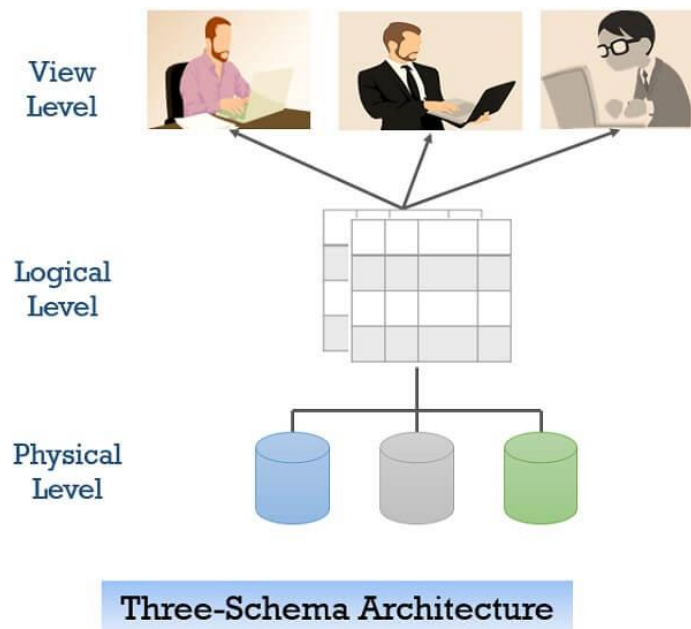 View
Level
Logical
Level
Physical
Level
Three-Schema Architecture